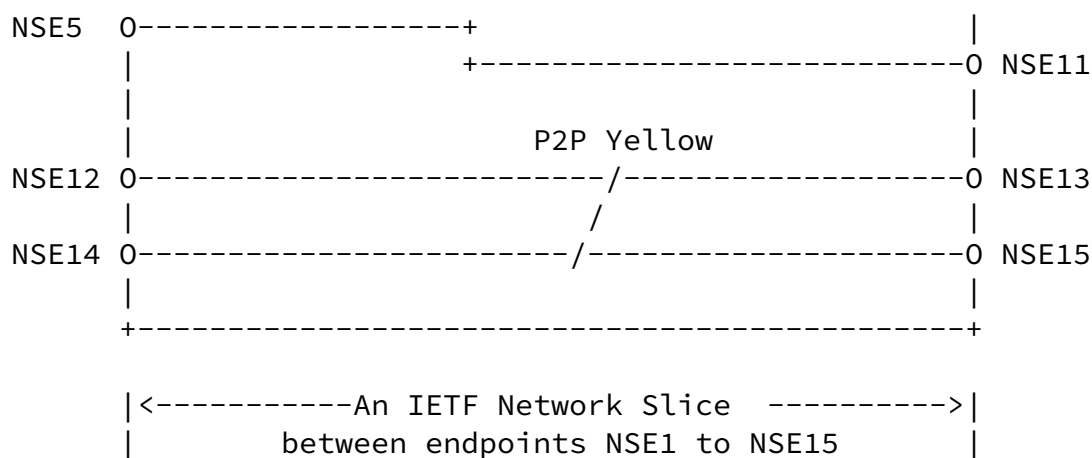 NSE5 O------------------+ |
| +---------------------------O NSE11
| |
| P2P Yellow |
NSE12 O--------------------------/-------------------O NSE13
| / |
NSE14 O------------------------/---------------------O NSE15
| |
+----------------------------------------------+
|<-----------An IETF Network Slice ---------->|
| between endpoints NSE1 to NSE15 |